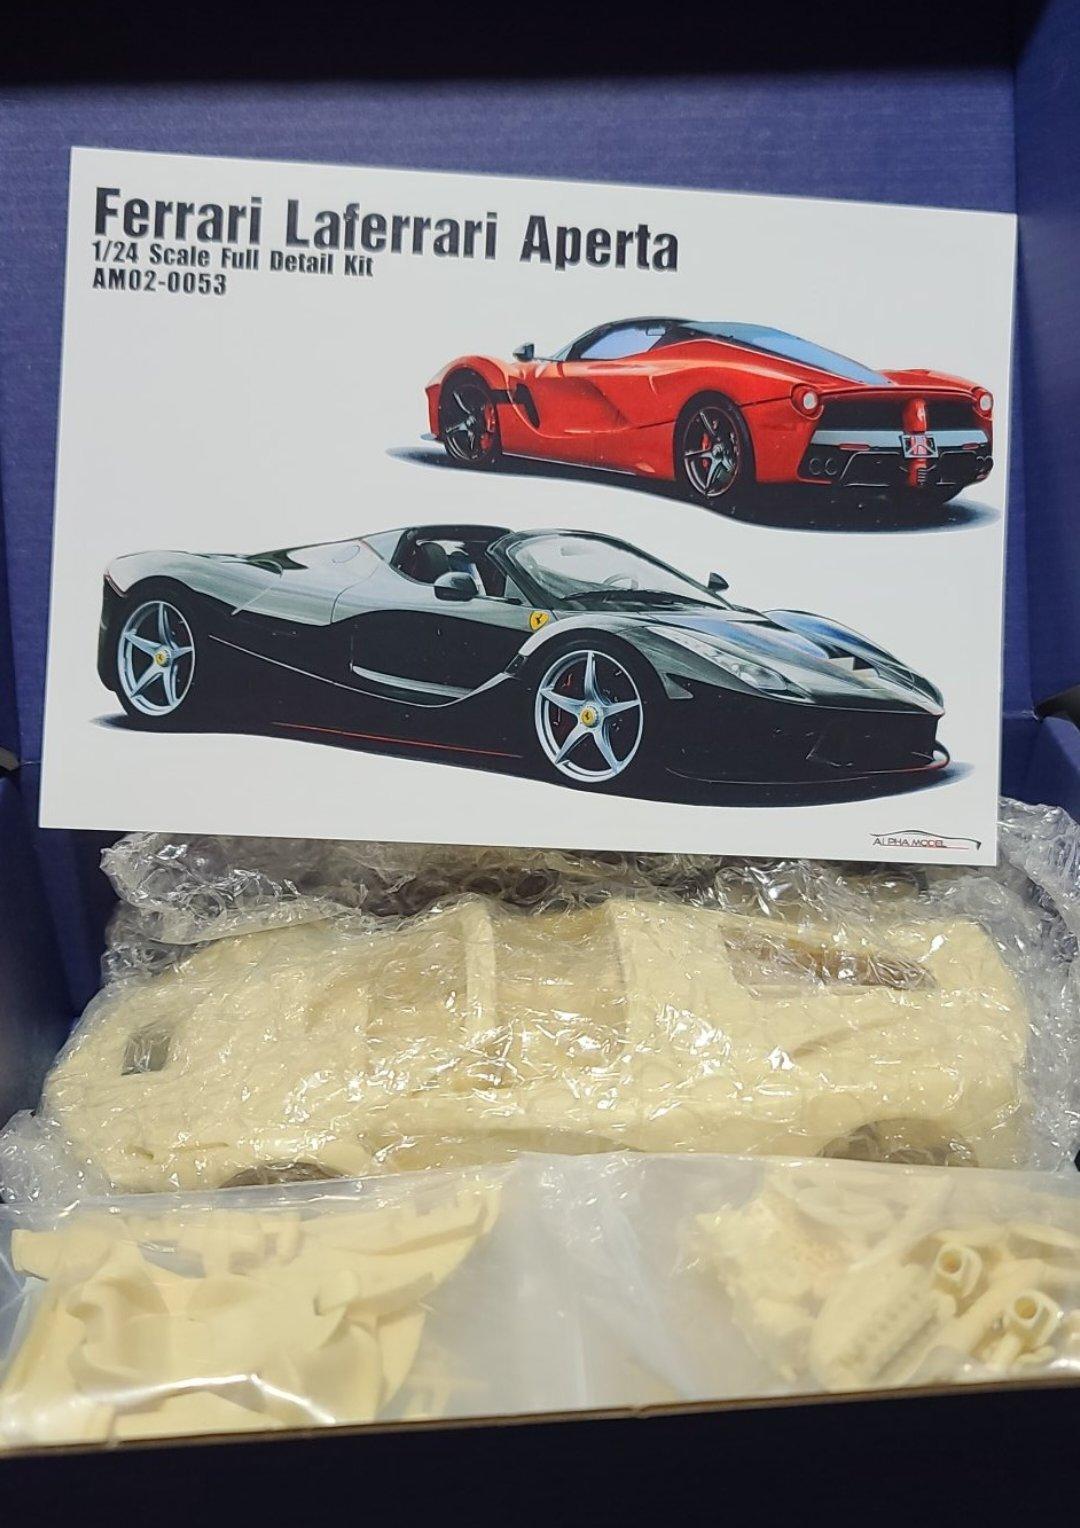 Ferrari Laferrari Aperta
1/24 Scale Full Detail Kit
AM02-0053
ALPHA MODEL